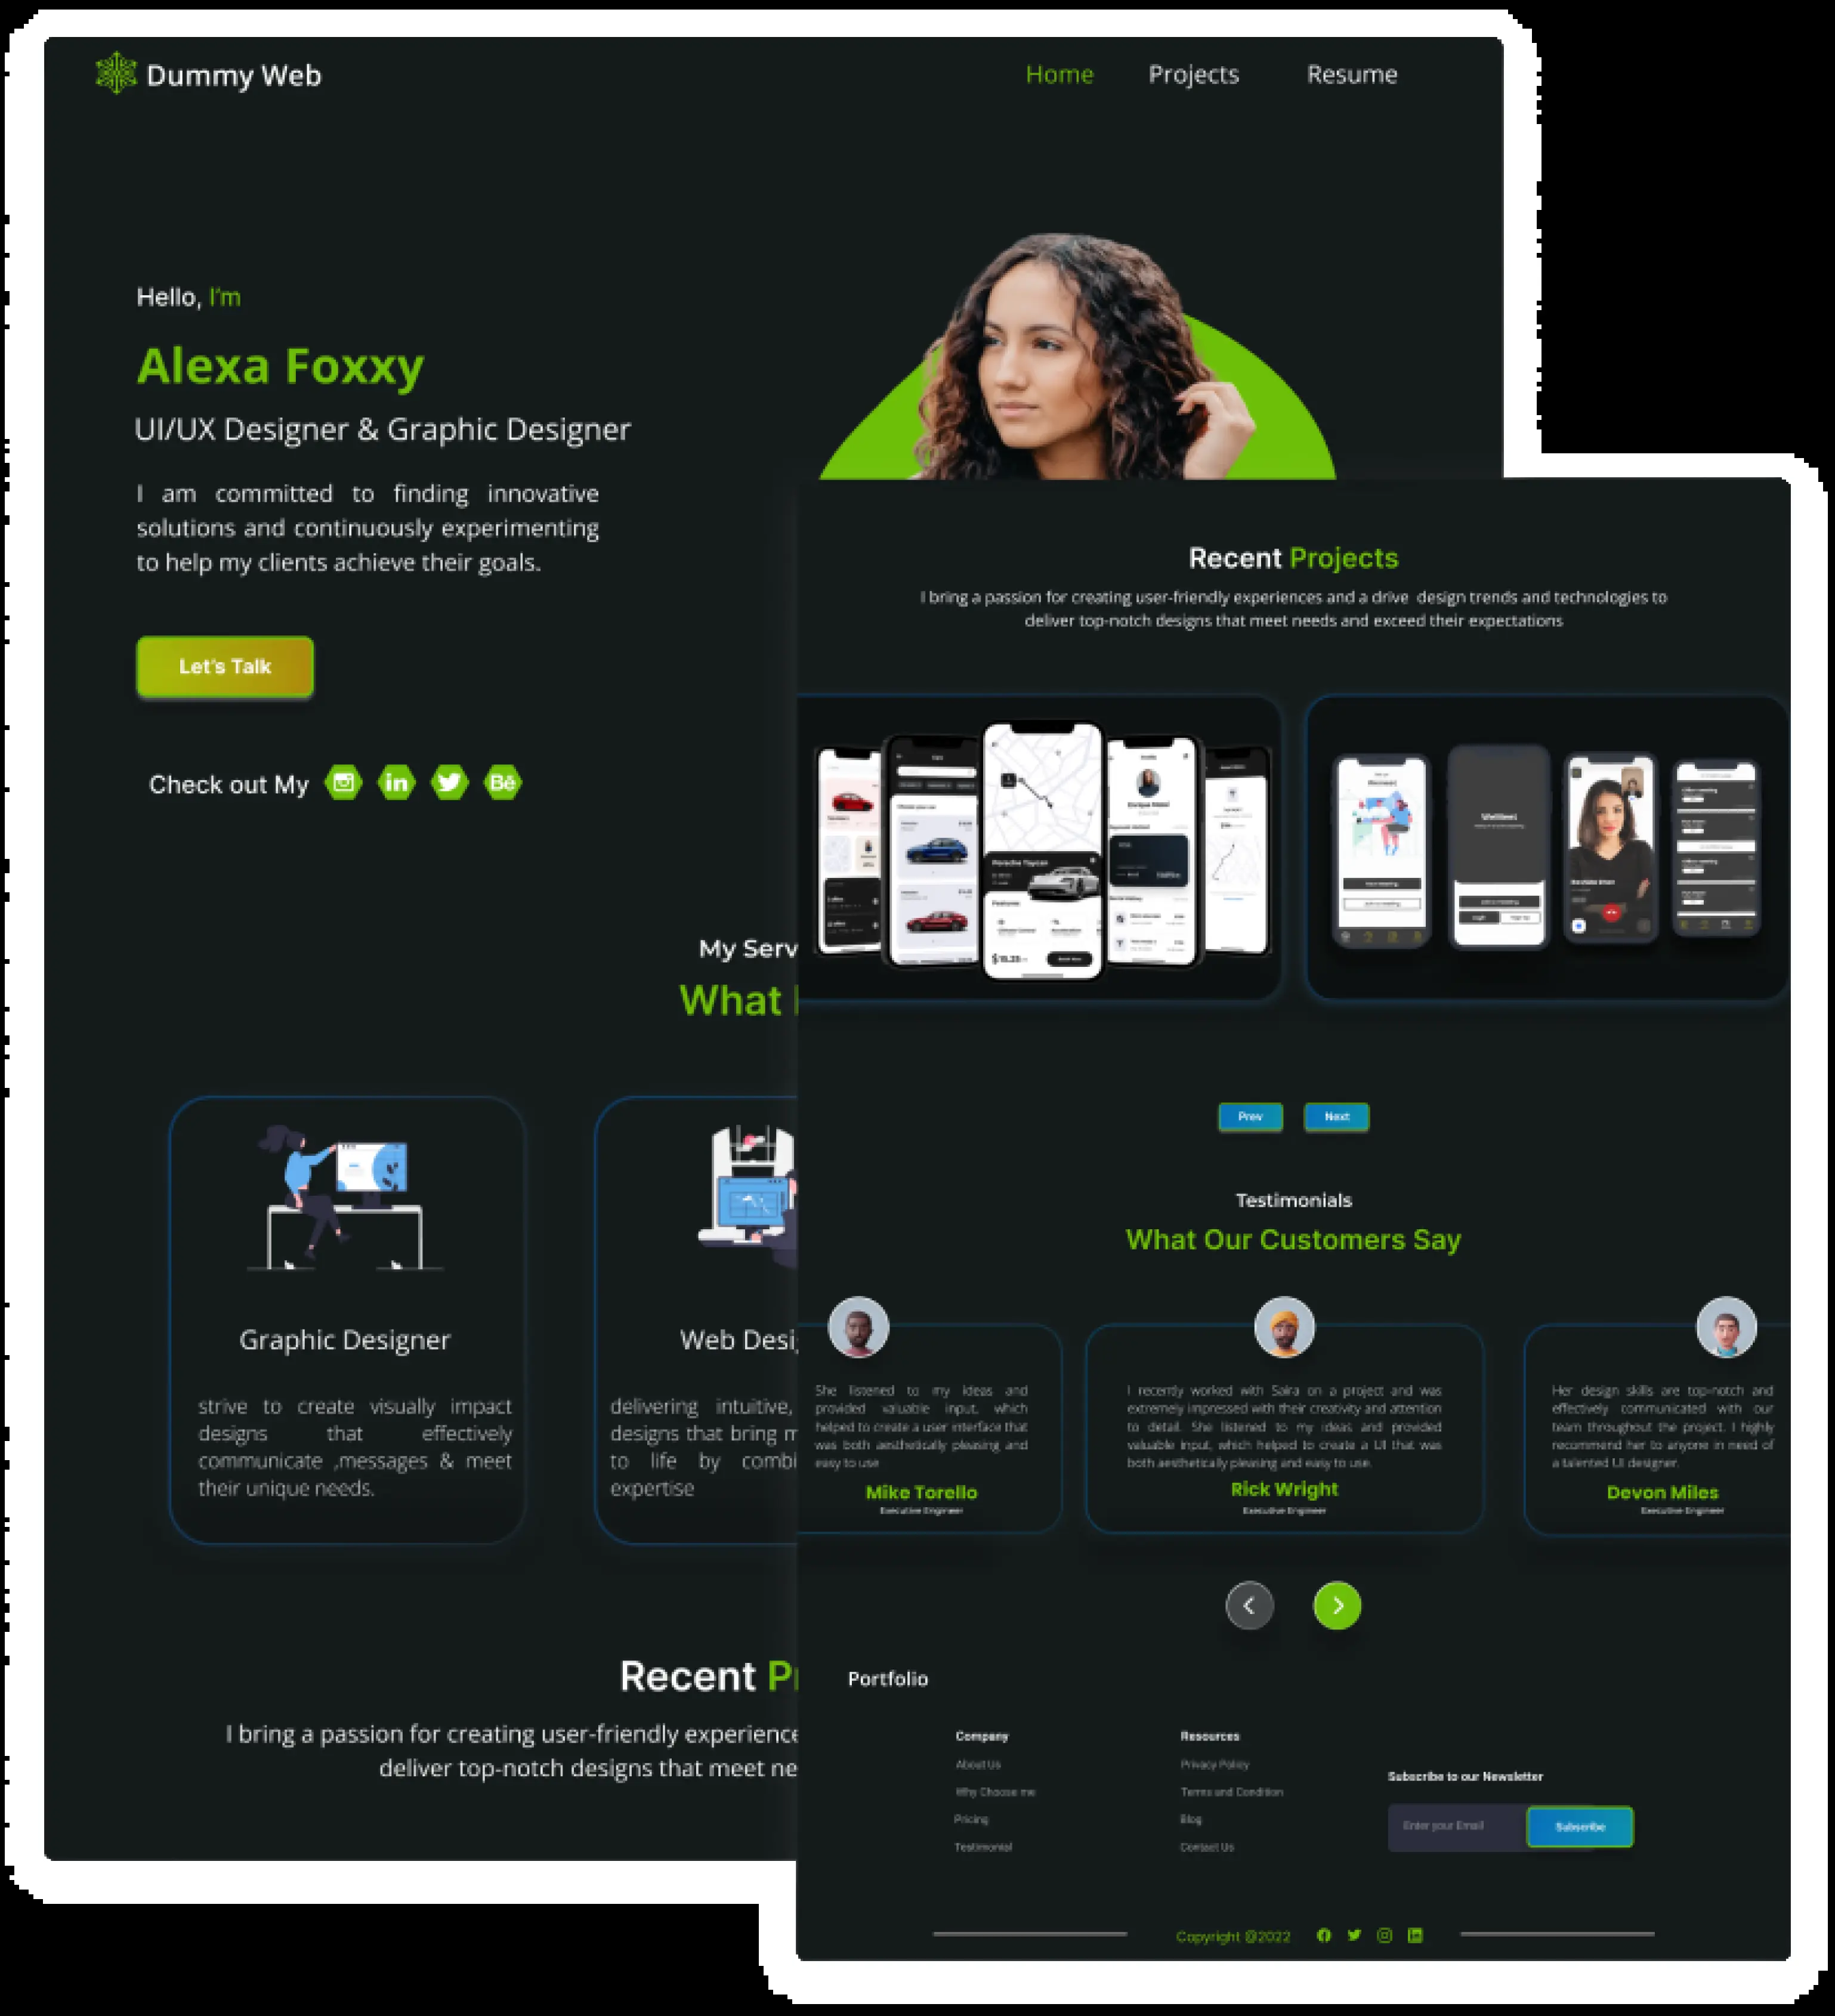 Dummy Web
Home Projects Resume
Hello, I'm
Alexa Foxxy
UI/UX Designer & Graphic Designer
I am committed to finding innovative
solutions and continuously experimenting
to help my clients achieve their goals.
Let's Talk
Check out My
in
Bē
My Serv
What
Graphic Designer
strive to create visually impact
designs that effectively
communicate ,messages & meet
their unique needs.
Web Desi
delivering intuitive,
designs that bring m
to life by combi
expertise
Recent P
I bring a passion for creating user-friendly experience
deliver top-notch designs that meet ne
Recent Projects
I bring a passion for creating user-friendly experiences and a drive design trends and technologies to
deliver top-notch designs that meet needs and exceed their expectations
Porsche Taycan
Features
Prev Next
Testimonials
What Our Customers Say
She listened to my ideas and
provided valuable input, which
helped to create a user interface that
was both aesthetically pleasing and
easy to use
Mike Torello
Executive Engineer
I recently worked with Saira on a project and was
extremely impressed with their creativity and attention
to detail. She listened to my ideas and provided
valuable input, which helped to create a UI that was
both aesthetically pleasing and easy to use.
Rick Wright
Executive Engineer
Her design skills are top-notch and
effectively communicated with our
team throughout the project. I highly
recommend her to anyone in need of
a talented UI designer.
Devon Miles
Executive Engineer
Portfolio
Company
About Us
Why Choose me
Pricing
Testimonial
Resources
Privacy Policy
Terms and Condition
Blog
Contact Us
Subscribe to our Newsletter
Enter your Email
Subscribe
Copyright @2022